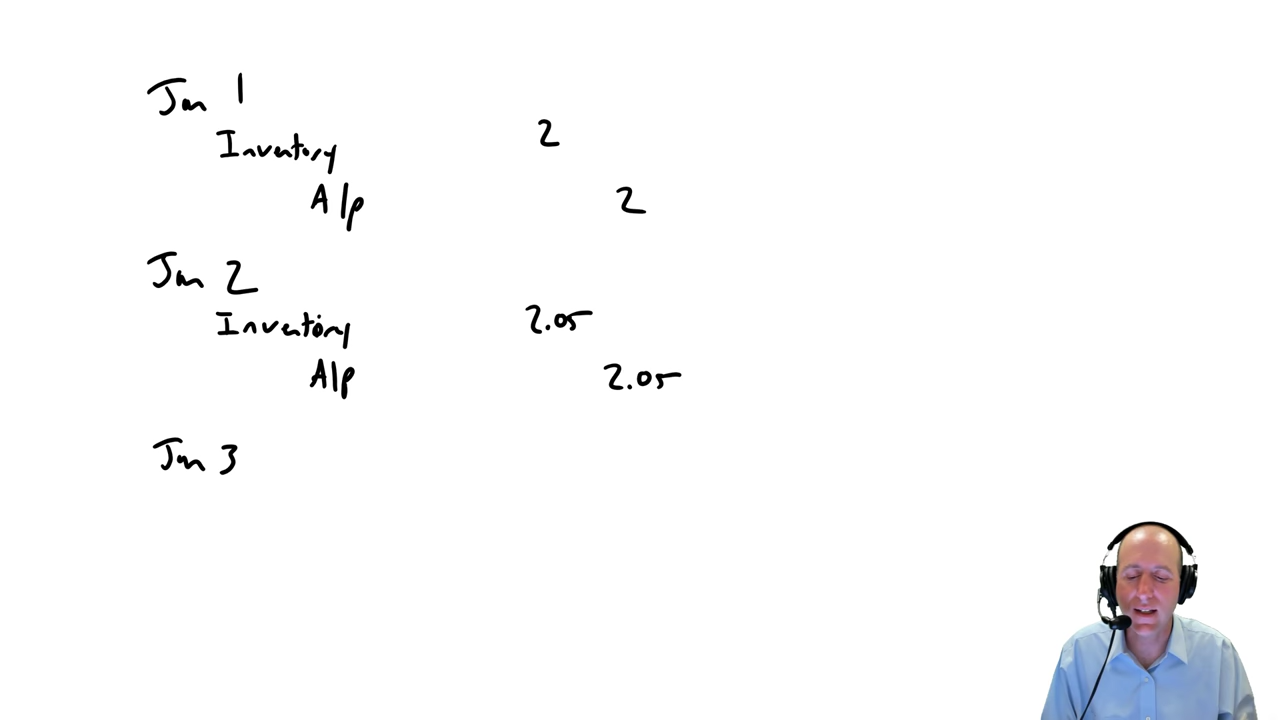 Jan 1
Inventory 2
A/p 2
Jan 2
Inventory 2.05
A/p 2.05
Jan 3